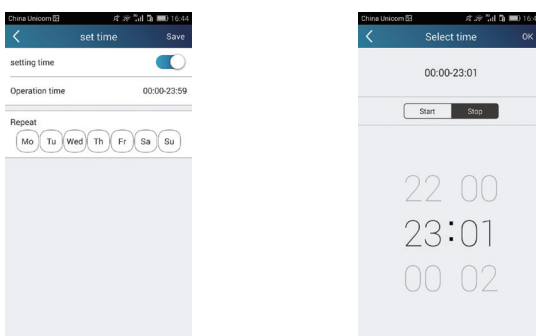 China Unicom 16:44
set time Save
setting time
Operation time 00:00-23:59
Repeat
Mo Tu Wed Th Fr Sa Su
China Unicom 16:4
Select time OK
00:00-23:01
Start Stop
22 00
23:01
00 02